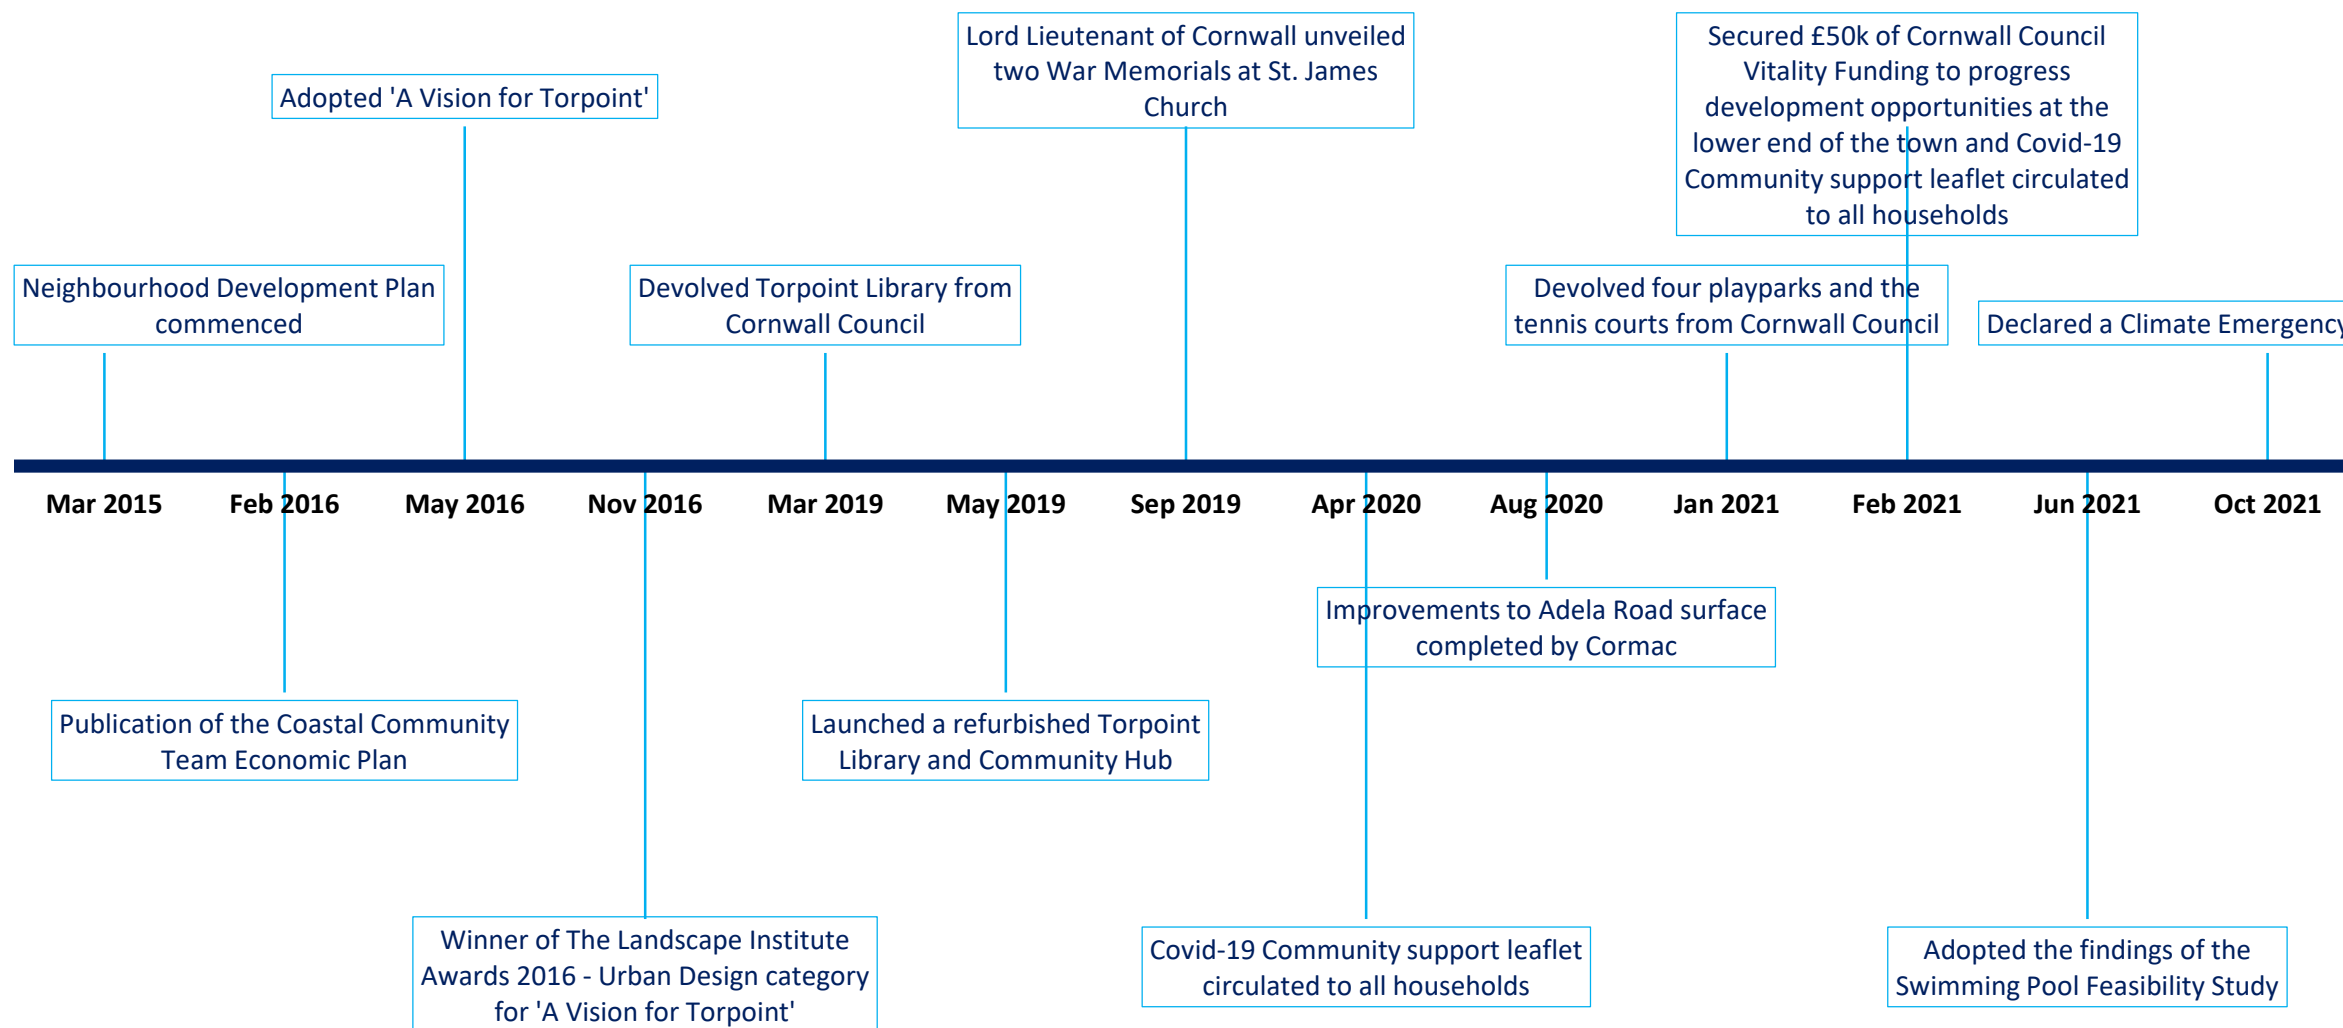 Lord Lieutenant of Cornwall unveiled
two War Memorials at St. James
Church
Secured £50k of Cornwall Council
Vitality Funding to progress
development opportunities at the
lower end of the town and Covid-19
Community support leaflet circulated
to all households
Adopted 'A Vision for Torpoint'
Neighbourhood Development Plan
commenced
Devolved Torpoint Library from
Cornwall Council
Devolved four playparks and the
tennis courts from Cornwall Council
Declared a Climate Emergency
Mar 2015
Feb 2016
May 2016
Nov 2016
Mar 2019
May 2019
Sep 2019
Apr 2020
Aug 2020
Jan 2021
Feb 2021
Jun 2021
Oct 2021
Improvements to Adela Road surface
completed by Cormac
Publication of the Coastal Community
Team Economic Plan
Launched a refurbished Torpoint
Library and Community Hub
Winner of The Landscape Institute
Awards 2016 - Urban Design category
for 'A Vision for Torpoint'
Covid-19 Community support leaflet
circulated to all households
Adopted the findings of the
Swimming Pool Feasibility Study